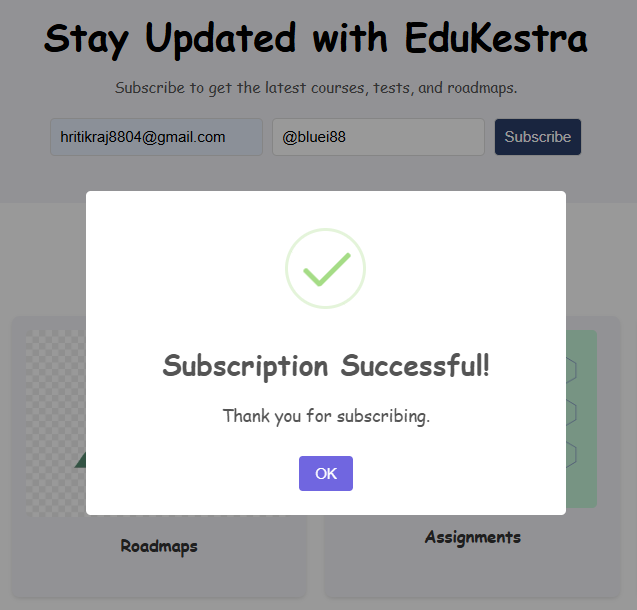 Stay Updated with EduKestra
Subscribe to get the latest courses, tests, and roadmaps.
hritikraj8804@gmail.com @bluei88 Subscribe
Subscription Successful!
Thank you for subscribing.
OK
Roadmaps
Assignments